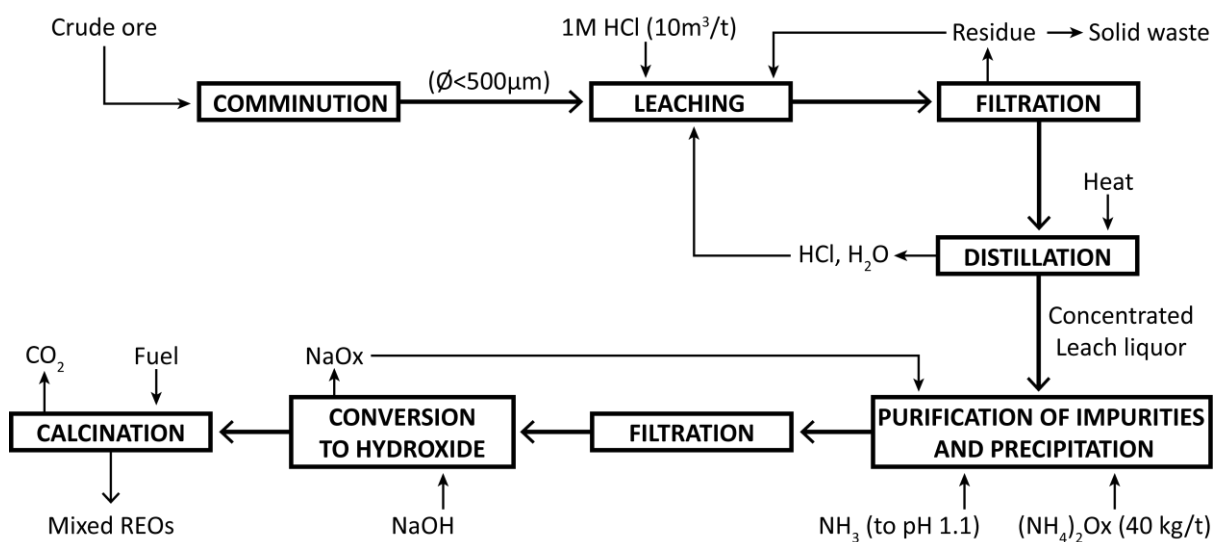 Crude ore
1M HCl (10m³/t)
Residue
Solid waste
COMMINUTION
(Ø<500μm)
LEACHING
FILTRATION
Heat
HCl, H₂O
DISTILLATION
Concentrated
Leach liquor
CO₂
Fuel
NaOx
CALCINATION
CONVERSION
TO HYDROXIDE
FILTRATION
PURIFICATION OF IMPURITIES
AND PRECIPITATION
Mixed REOs
NaOH
NH₃ (to pH 1.1)
(NH₄)₂Ox (40 kg/t)